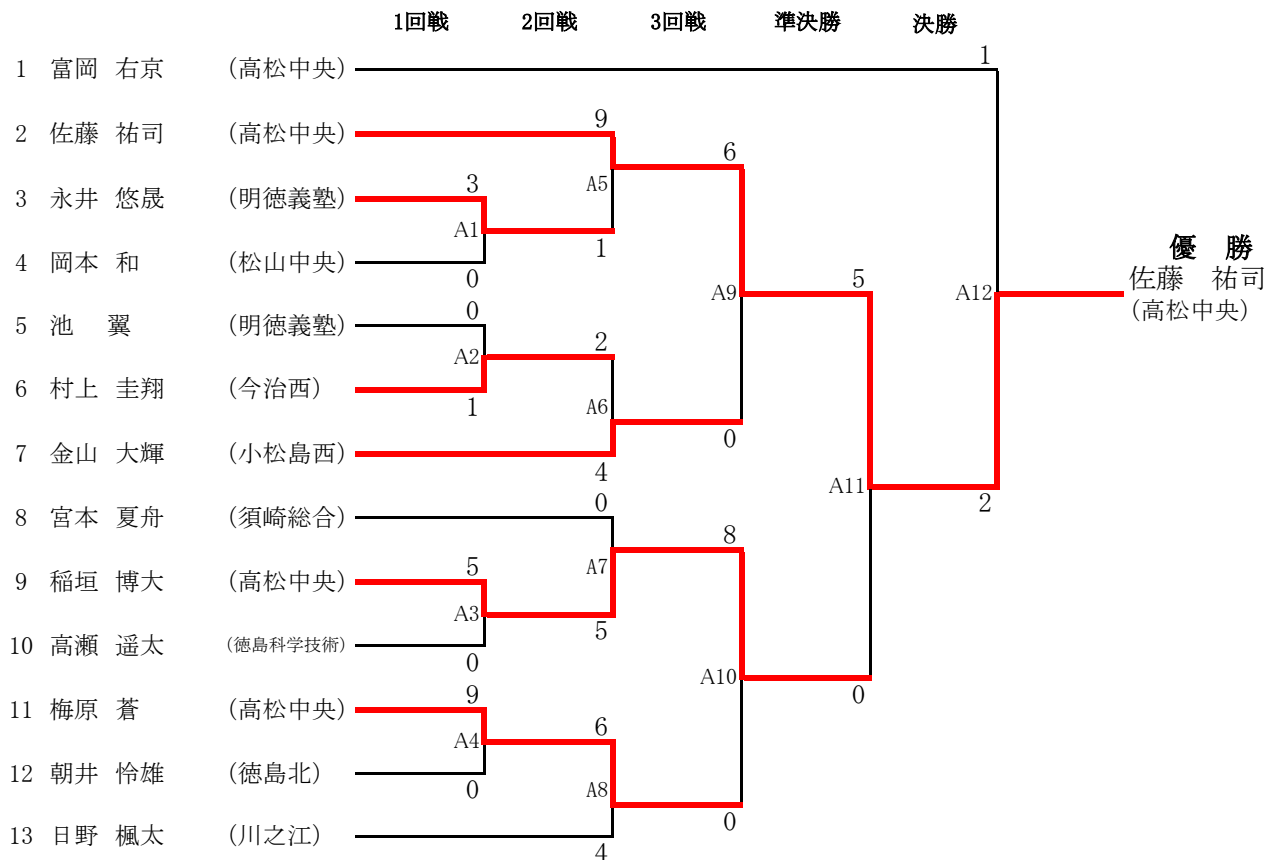 1回戦 2回戦 3回戦 準決勝 決勝
1 富岡 右京 (高松中央) 1
2 佐藤 祐司 (高松中央) 9
6
A5
3 永井 悠晟 (明徳義塾) 3
A1
1
4 岡本 和 (松山中央) 0
優 勝
佐藤 祐司
(高松中央)
A9 5 A12
5 池 翼 (明徳義塾) 0
A2 2
6 村上 圭翔 (今治西) 1
A6
0
7 金山 大輝 (小松島西) 4
A11
2
8 宮本 夏舟 (須崎総合) 0
8
A7
9 稲垣 博大 (高松中央) 5
A3
5
10 高瀬 遥太 (徳島科学技術) 0
A10
0
11 梅原 蒼 (高松中央) 9
A4 6
12 朝井 怜雄 (徳島北) 0
A8
0
13 日野 楓太 (川之江) 4